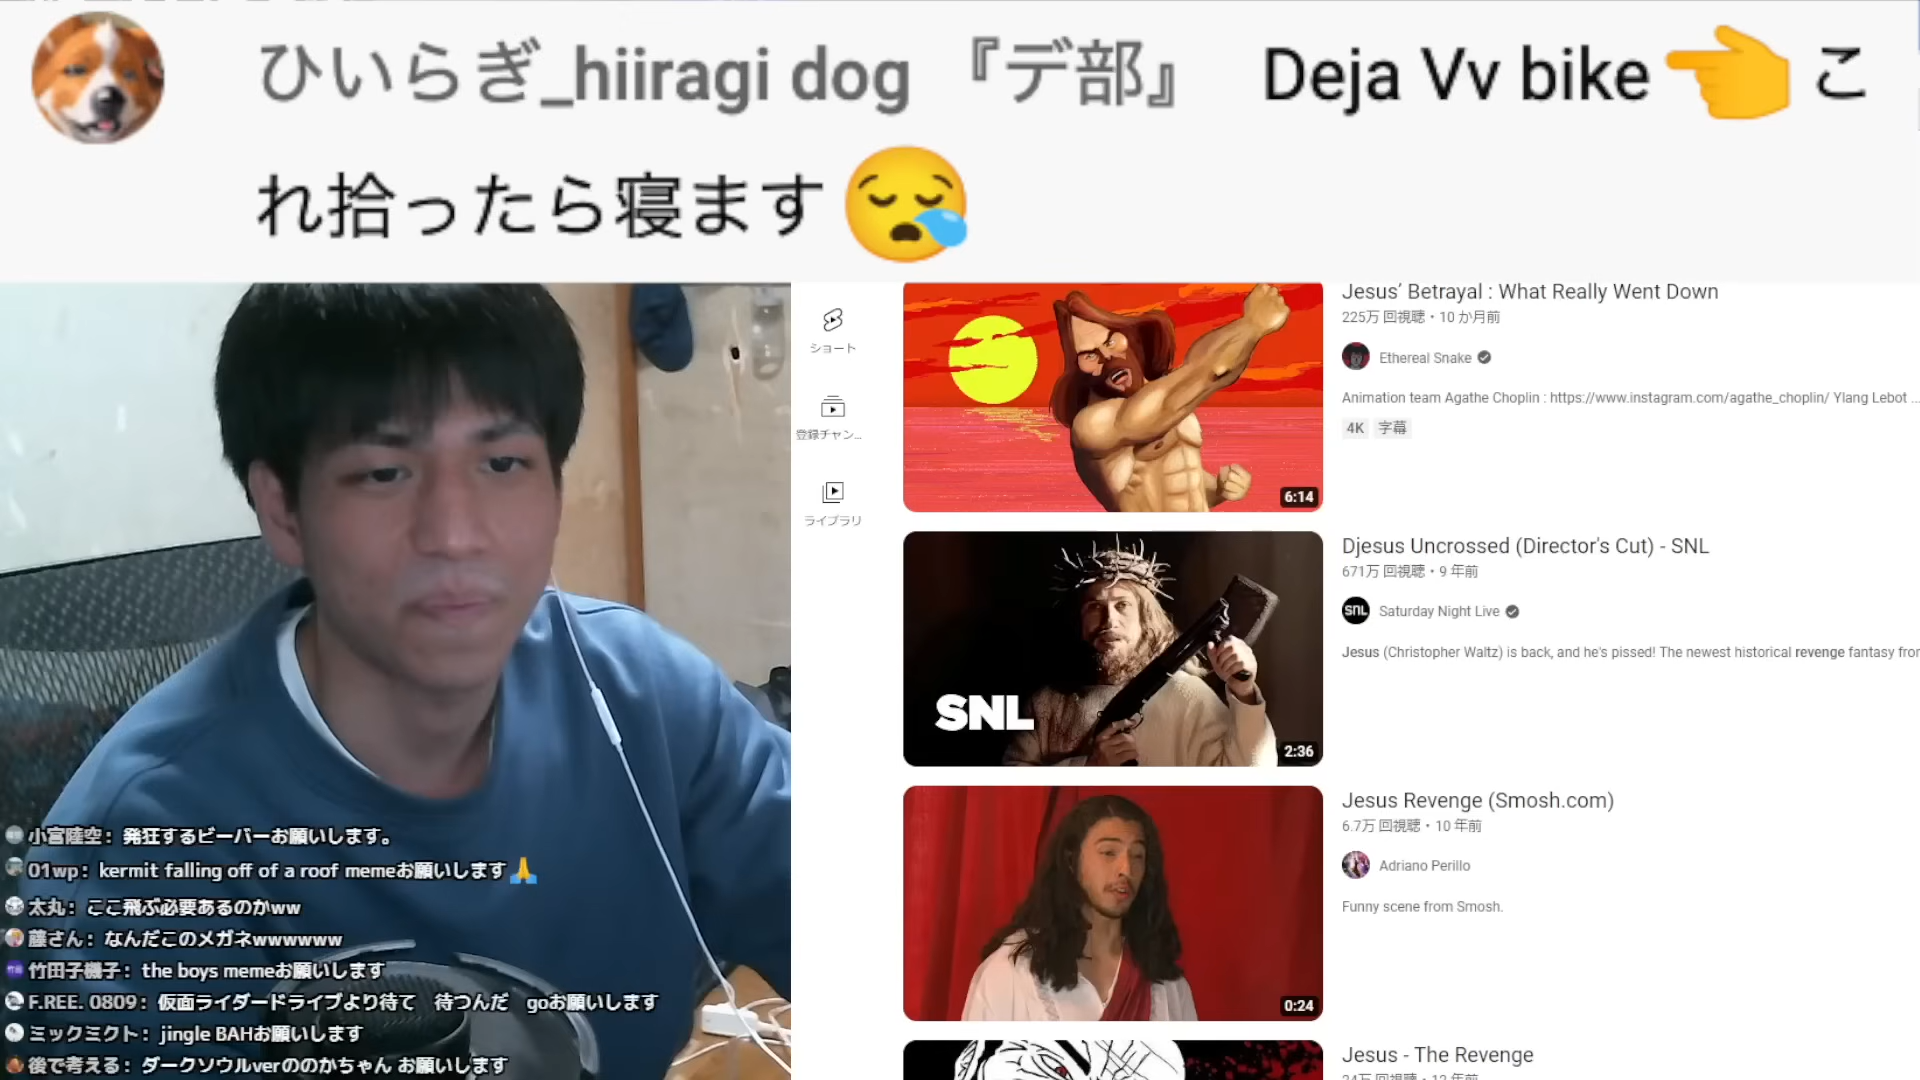 ひいらぎ_hiiragi dog 『デ部』 Deja Vv bike👈こ
れ拾ったら寝ます😪
ショート
登録チャン...
ライブラリ
Jesus’ Betrayal : What Really Went Down
225万 回視聴・10 か月前
Ethereal Snake
Animation team Agathe Choplin : https://www.instagram.com/agathe_choplin/ Ylang Lebot ...
4K 字幕
6:14
Djesus Uncrossed (Director's Cut) - SNL
671万 回視聴・9 年前
SNL Saturday Night Live
Jesus (Christopher Waltz) is back, and he's pissed! The newest historical revenge fantasy from
SNL
2:36
Jesus Revenge (Smosh.com)
6.7万 回視聴・10 年前
Adriano Perillo
Funny scene from Smosh.
0:24
Jesus - The Revenge
小宮陸空: 発狂するビーバーお願いします。
01wp: kermit falling off of a roof memeお願いします🙏
太丸: ここ飛ぶ必要あるのかww
藤さん: なんだこのメガネwwwwww
竹田子機子: the boys memeお願いします
F.REE. 0809: 仮面ライダードライブより待て 待つんだ goお願いします
ミックミクト: jingle BAHお願いします
後で考える: ダークソウルverののかちゃん お願いします